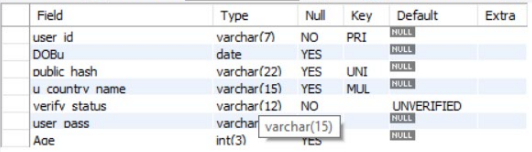 Field Type Null Key Default Extra
user_id varchar(7) NO PRI NULL
DOBu date YES NULL
public_hash varchar(22) YES UNI NULL
u_country_name varchar(15) YES MUL NULL
verify_status varchar(12) NO UNVERIFIED
user_pass varchar varchar(15) NULL
Age int(3) YES NULL